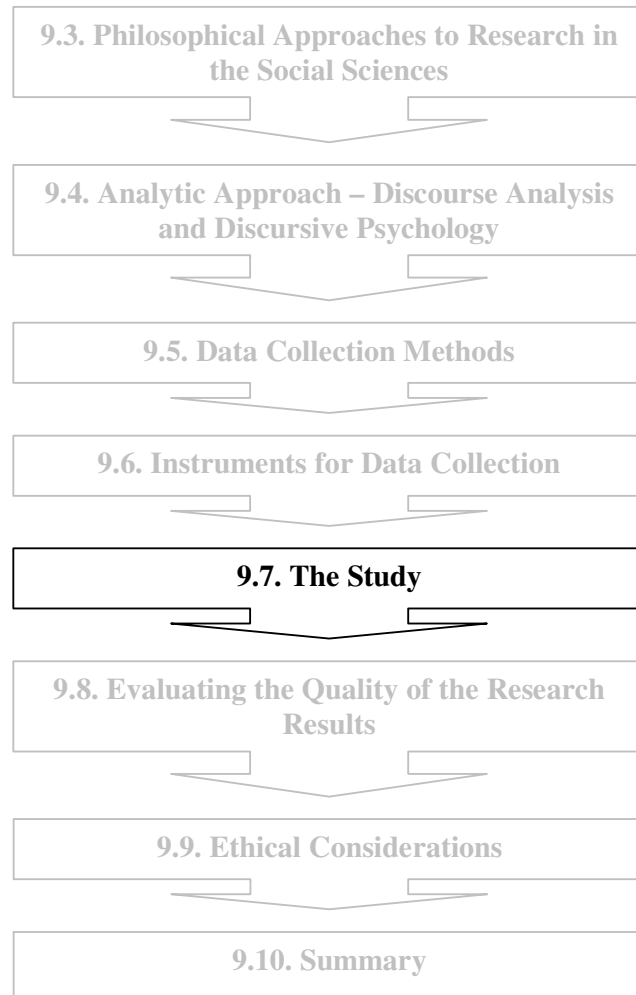 9.3. Philosophical Approaches to Research in
the Social Sciences
9.4. Analytic Approach – Discourse Analysis
and Discursive Psychology
9.5. Data Collection Methods
9.6. Instruments for Data Collection
9.7. The Study
9.8. Evaluating the Quality of the Research
Results
9.9. Ethical Considerations
9.10. Summary